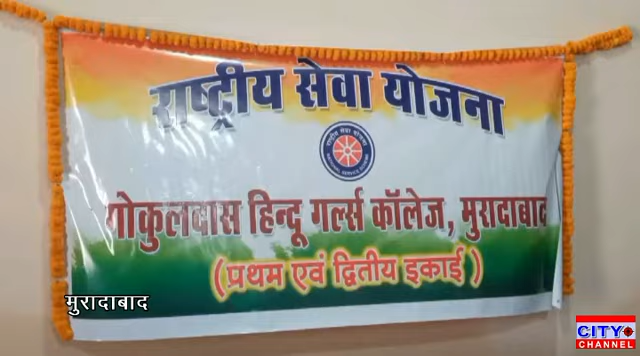 राष्ट्रीय सेवा योजना
गोकुलदास हिन्दू गर्ल्स कॉलेज, मुरादाबाद
(प्रथम एवं द्वितीय इकाई)
मुरादाबाद
CITY
CHANNEL